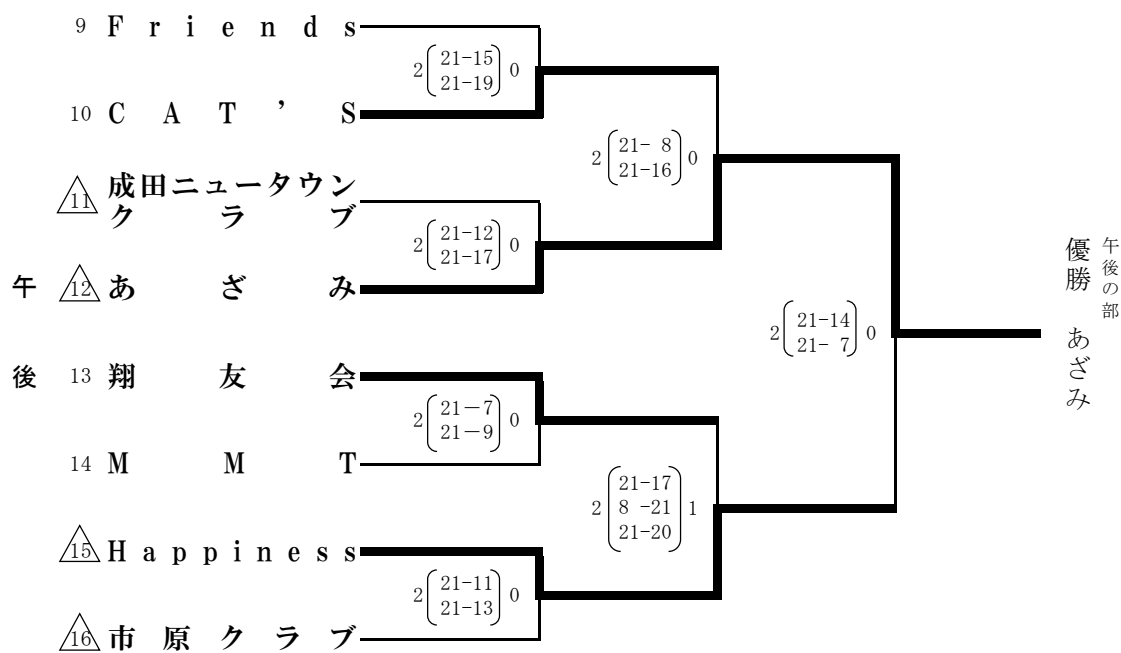 9 Friends
2 21-15 0
21-19
10 CAT'S
2 21- 8 0
21-16
11 成田ニュータウン
クラブ
2 21-12 0
21-17
午
12 あざみ
午後の部
優勝 あざみ
2 21-14 0
21- 7
後
13 翔友会
2 21-7 0
21-9
14 MMT
2 21-17 1
8 -21
21-20
15 Happiness
2 21-11 0
21-13
16 市原クラブ